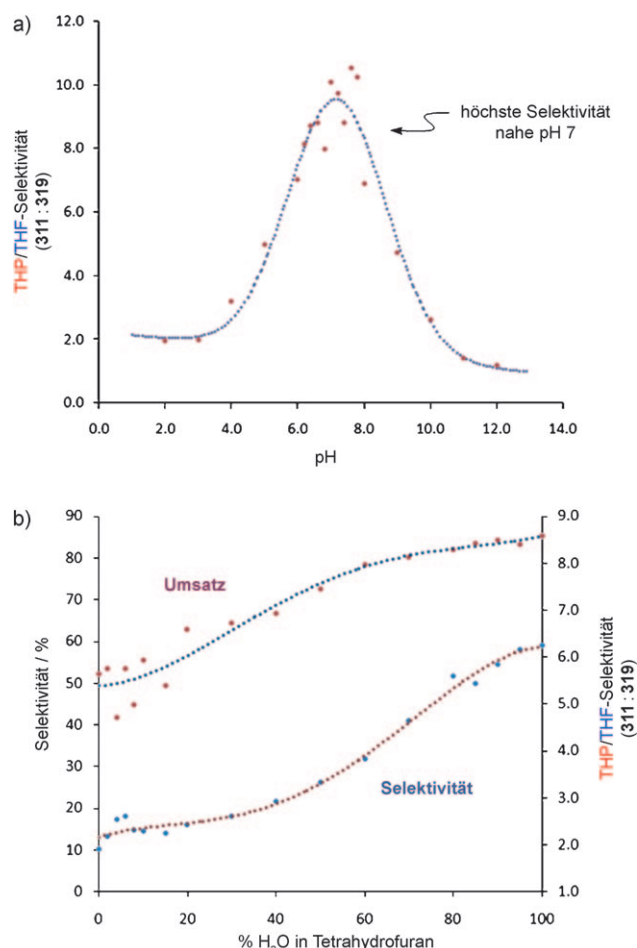 a)
THP/THF-Selektivität
(311 : 319)
12.0
10.0
8.0
6.0
4.0
2.0
0.0
höchste Selektivität
nahe pH 7
0.0 2.0 4.0 6.0 8.0 10.0 12.0 14.0
pH
b)
Selektivität / %
90
80
70
60
50
40
30
20
10
0
Umsatz
Selektivität
9.0
8.0
7.0
6.0
5.0
4.0
3.0
2.0
1.0
THP/THF-Selektivität
(311 : 319)
0 20 40 60 80 100
% H₂O in Tetrahydrofuran